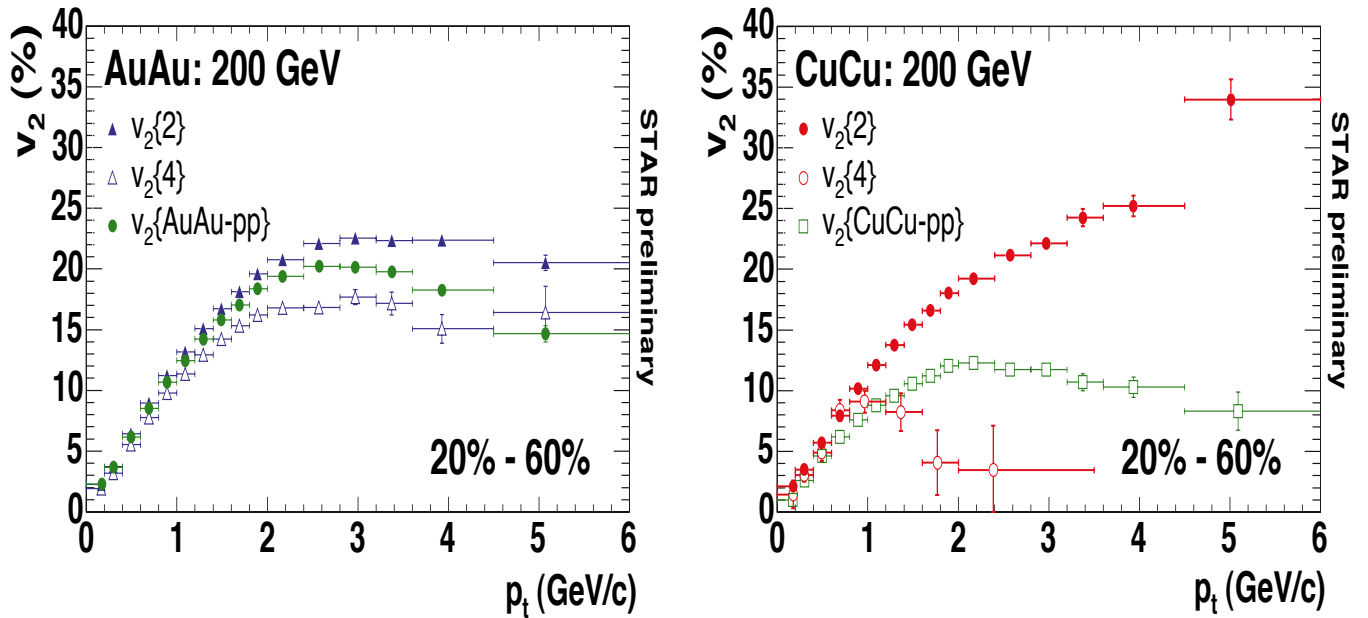 AuAu: 200 GeV
v2{2}
v2{4}
v2{AuAu-pp}
20% - 60%
v2 (%)
40
35
30
25
20
15
10
5
0
0 1 2 3 4 5 6
pt (GeV/c)
STAR preliminary
CuCu: 200 GeV
v2{2}
v2{4}
v2{CuCu-pp}
20% - 60%
v2 (%)
40
35
30
25
20
15
10
5
0
0 1 2 3 4 5 6
pt (GeV/c)
STAR preliminary